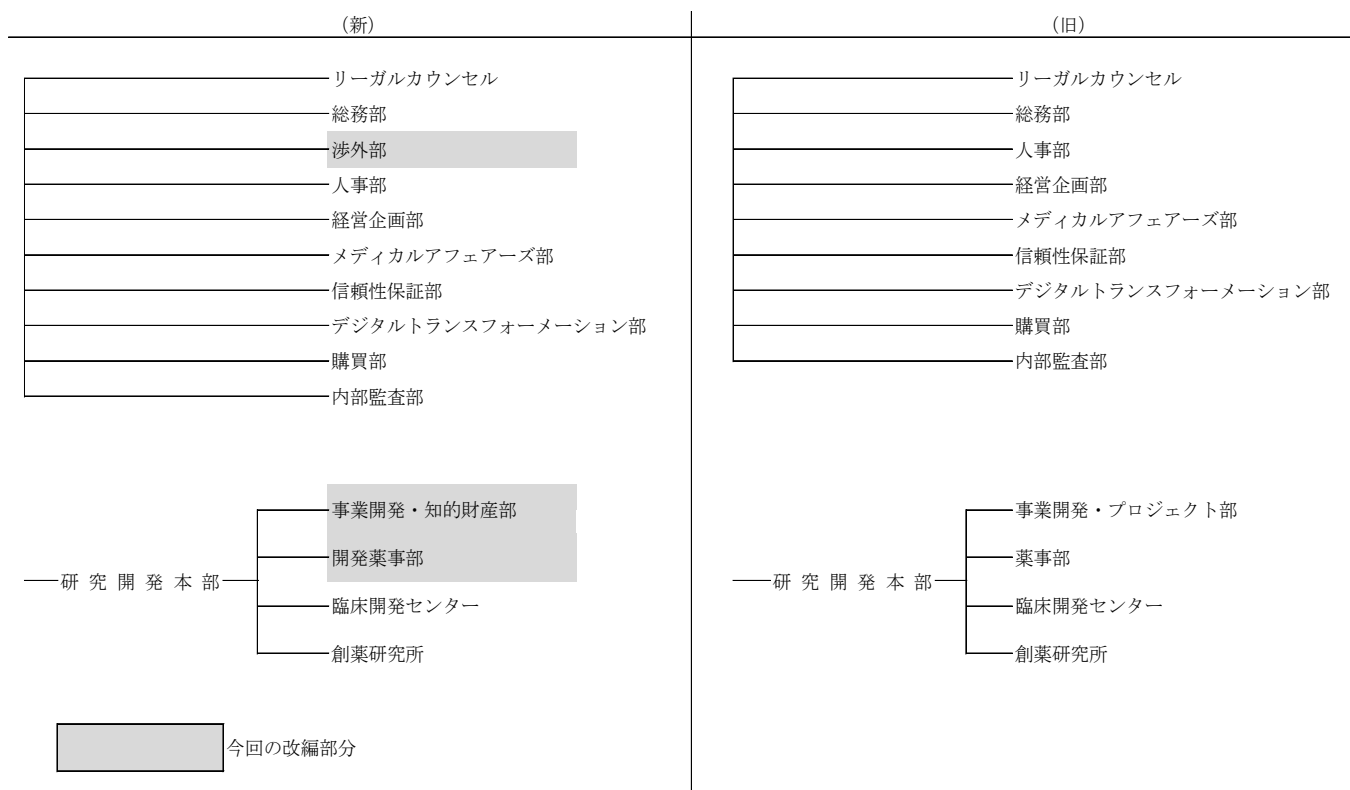 (新)
リーガルカウンセル
総務部
渉外部
人事部
経営企画部
メディカルアフェアーズ部
信頼性保証部
デジタルトランスフォーメーション部
購買部
内部監査部
研究開発本部
事業開発・知的財産部
開発薬事部
臨床開発センター
創薬研究所
今回の改編部分
(旧)
リーガルカウンセル
総務部
人事部
経営企画部
メディカルアフェアーズ部
信頼性保証部
デジタルトランスフォーメーション部
購買部
内部監査部
研究開発本部
事業開発・プロジェクト部
薬事部
臨床開発センター
創薬研究所